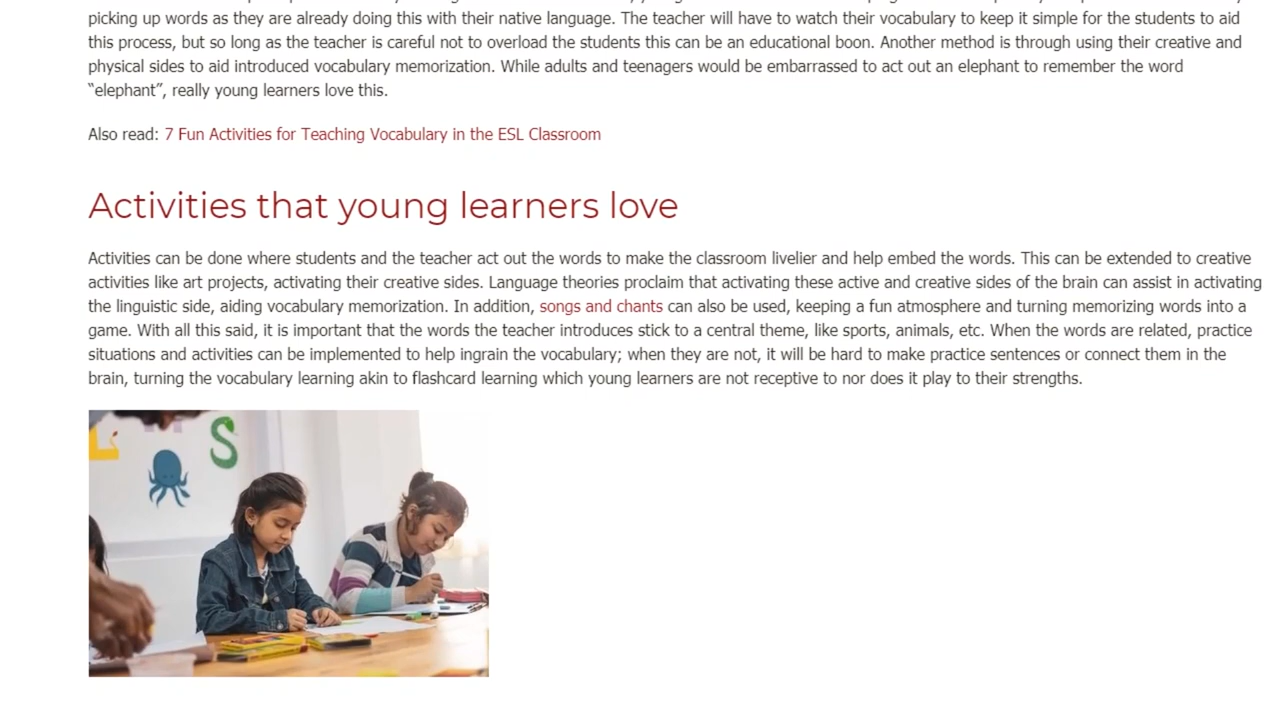 picking up words as they are already doing this with their native language. The teacher will have to watch their vocabulary to keep it simple for the students to aid
this process, but so long as the teacher is careful not to overload the students this can be an educational boon. Another method is through using their creative and
physical sides to aid introduced vocabulary memorization. While adults and teenagers would be embarrassed to act out an elephant to remember the word
“elephant”, really young learners love this.
Also read: 7 Fun Activities for Teaching Vocabulary in the ESL Classroom
Activities that young learners love
Activities can be done where students and the teacher act out the words to make the classroom livelier and help embed the words. This can be extended to creative
activities like art projects, activating their creative sides. Language theories proclaim that activating these active and creative sides of the brain can assist in activating
the linguistic side, aiding vocabulary memorization. In addition, songs and chants can also be used, keeping a fun atmosphere and turning memorizing words into a
game. With all this said, it is important that the words the teacher introduces stick to a central theme, like sports, animals, etc. When the words are related, practice
situations and activities can be implemented to help ingrain the vocabulary; when they are not, it will be hard to make practice sentences or connect them in the
brain, turning the vocabulary learning akin to flashcard learning which young learners are not receptive to nor does it play to their strengths.
S